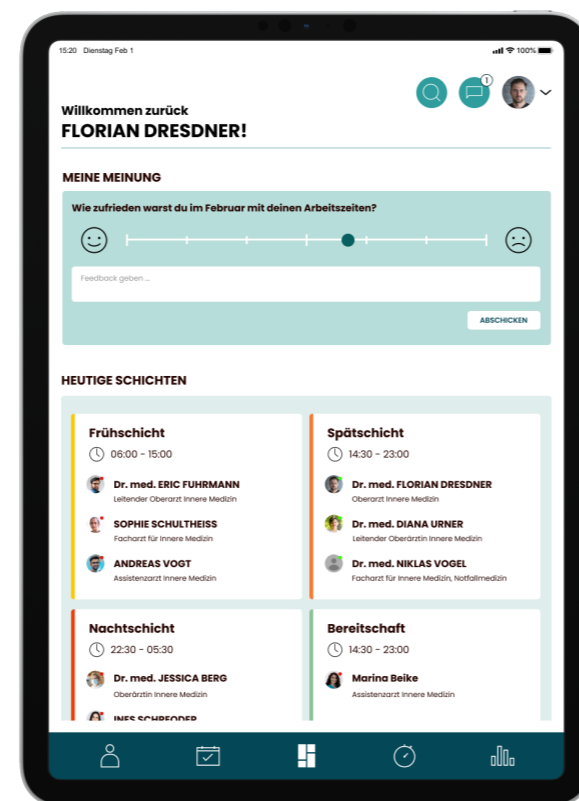 15:20 Dienstag Feb 1
100%
1
Willkommen zurück
FLORIAN DRESDNER!
MEINE MEINUNG
Wie zufrieden warst du im Februar mit deinen Arbeitszeiten?
Feedback geben ...
ABSCHICKEN
HEUTIGE SCHICHTEN
Frühschicht
06:00 - 15:00
Dr. med. ERIC FUHRMANN
Leitender Oberarzt Innere Medizin
SOPHIE SCHULTHEISS
Facharzt für Innere Medizin
ANDREAS VOGT
Assistenzarzt Innere Medizin
Spätschicht
14:30 - 23:00
Dr. med. FLORIAN DRESDNER
Oberarzt Innere Medizin
Dr. med. DIANA URNER
Leitender Oberärztin Innere Medizin
Dr. med. NIKLAS VOGEL
Facharzt für Innere Medizin, Notfallmedizin
Nachtschicht
22:30 - 05:30
Dr. med. JESSICA BERG
Oberärztin Innere Medizin
INES SCHREODER
Bereitschaft
14:30 - 23:00
Marina Beike
Assistenzarzt Innere Medizin